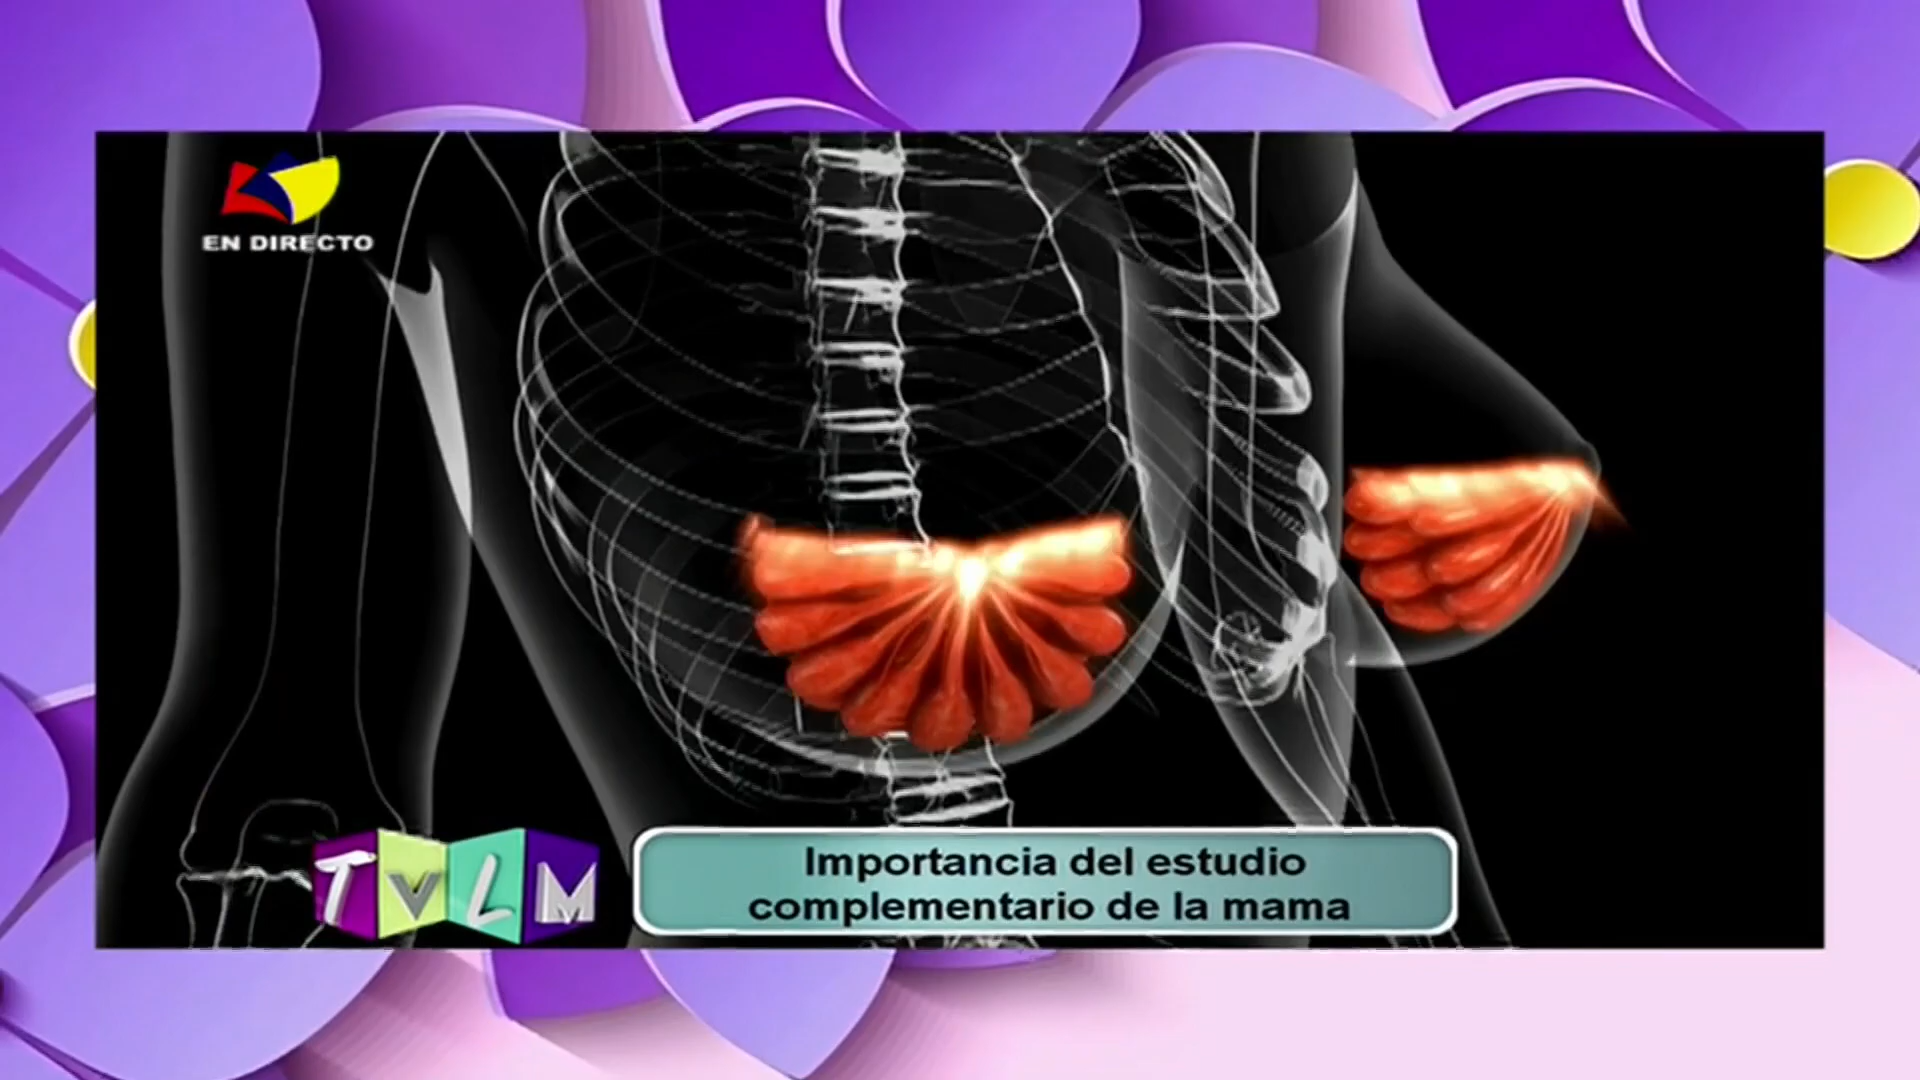 EN DIRECTO
TVLM
Importancia del estudio
complementario de la mama